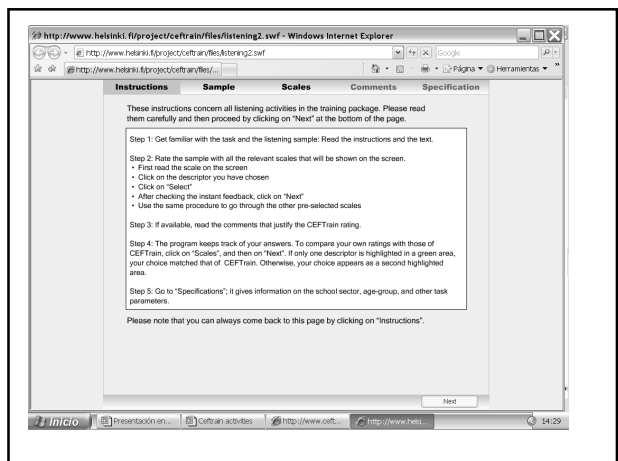 http://wwww.helsinki.fi/project/ceftrain/files/listening2.swf - Windows Internet Explorer
http://www.helsinki.fi/project/ceftrain/files/listening2.swf
Google
http://www.helsinki.fi/project/ceftrain/files/...
Página
Herramientas
Instructions Sample Scales Comments Specification
These instructions concern all listening activities in the training package. Please read
them carefully and then proceed by clicking on "Next" at the bottom of the page.
Step 1: Get familiar with the task and the listening sample: Read the instructions and the text.
Step 2: Rate the sample with all the relevant scales that will be shown on the screen.
• First read the scale on the screen
• Click on the descriptor you have chosen
• Click on "Select"
• After checking the instant feedback, click on "Next"
• Use the same procedure to go through the other pre-selected scales
Step 3: If available, read the comments that justify the CEFTrain rating.
Step 4: The program keeps track of your answers. To compare your own ratings with those of
CEFTrain, click on "Scales", and then on "Next". If only one descriptor is highlighted in a green area,
your choice matched that of CEFTrain. Otherwise, your choice appears as a second highlighted
area.
Step 5: Go to "Specifications"; it gives information on the school sector, age-group, and other task
parameters.
Please note that you can always come back to this page by clicking on "Instructions".
Next
Inicio Presentación en... Ceftrain activities http://www.ceft... http://www.hels... 14:29